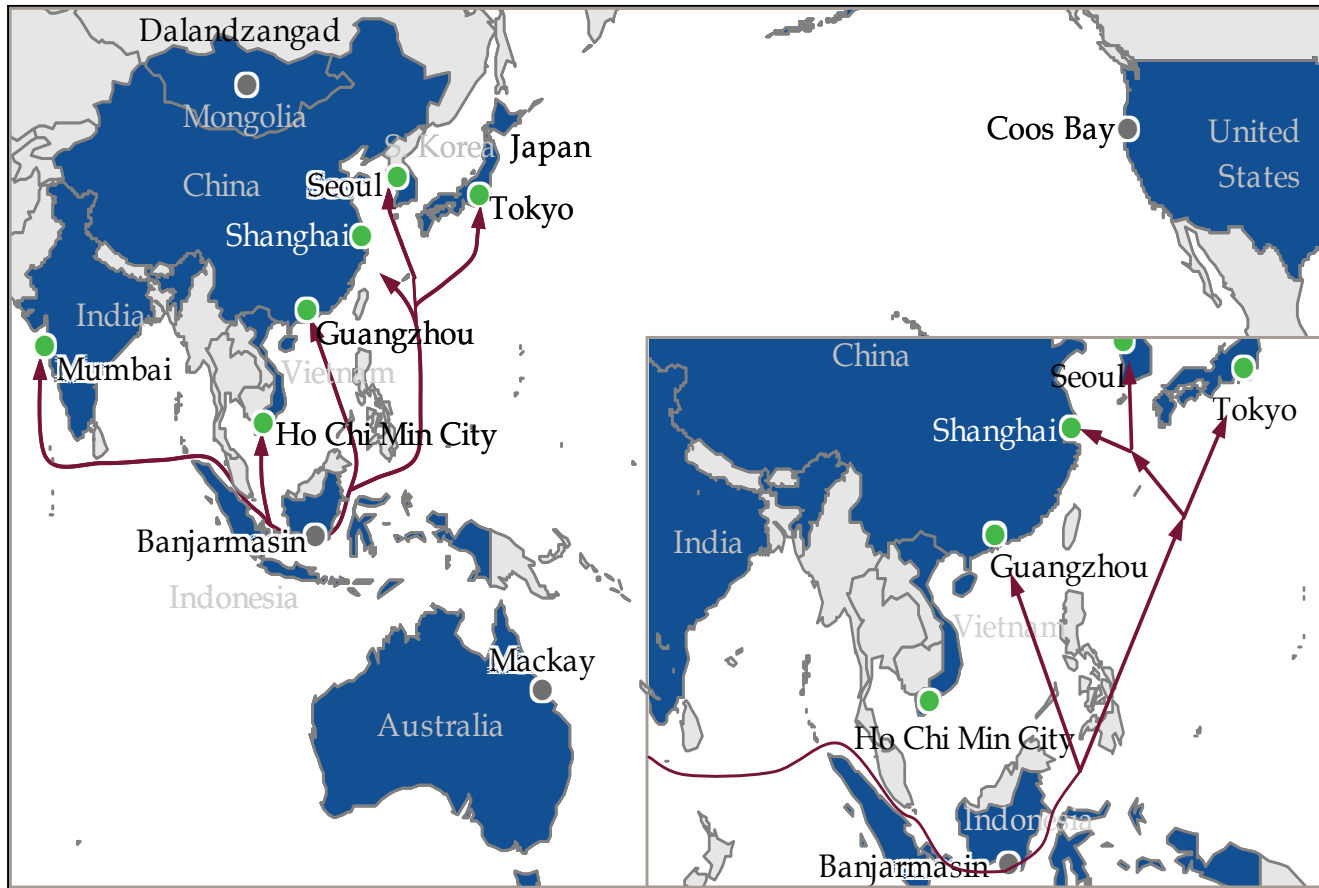 Dalandzangad
Mongolia
S. Korea
Japan
China
Seoul
Tokyo
Shanghai
India
Guangzhou
Mumbai
Vietnam
Ho Chi Min City
Banjarmasin
Indonesia
Mackay
Australia
Coos Bay
United
States
China
Seoul
Tokyo
Shanghai
India
Guangzhou
Vietnam
Ho Chi Min City
Indonesia
Banjarmasin